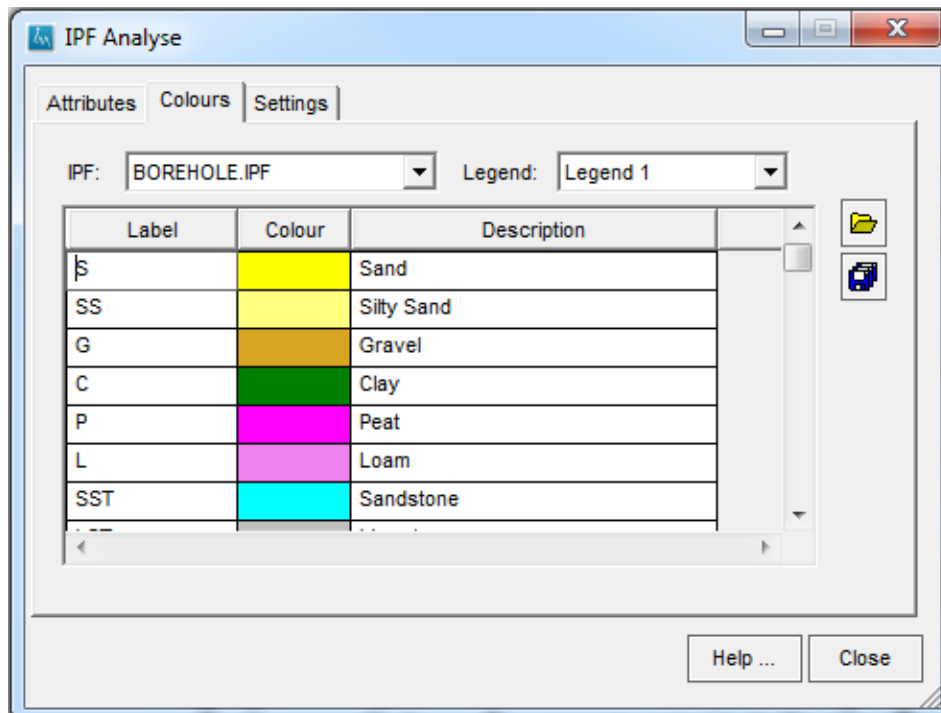 IPF Analyse
Attributes Colours Settings
IPF: BOREHOLE.IPF Legend: Legend 1
Label Colour Description
S Sand
SS Silty Sand
G Gravel
C Clay
P Peat
L Loam
SST Sandstone
Help ... Close